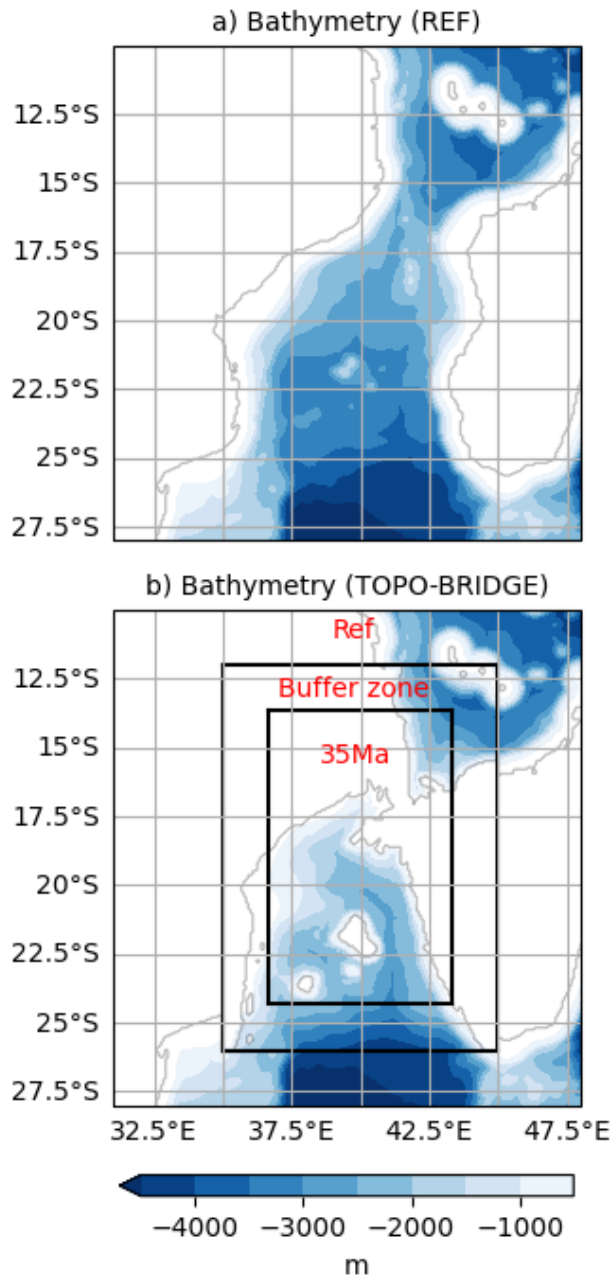 a) Bathymetry (REF)
12.5°S
15°S
17.5°S
20°S
22.5°S
25°S
27.5°S
b) Bathymetry (TOPO-BRIDGE)
Ref
12.5°S
Buffer zone
15°S
35Ma
17.5°S
20°S
22.5°S
25°S
27.5°S
32.5°E 37.5°E 42.5°E 47.5°E
−4000 −3000 −2000 −1000
m